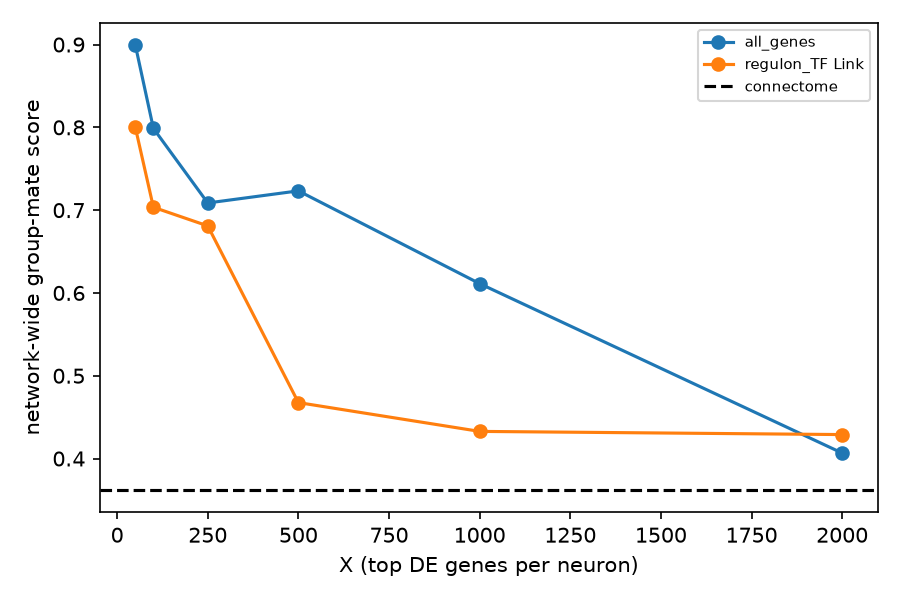 all_genes
regulon_TF Link
connectome
network-wide group-mate score
0.9
0.8
0.7
0.6
0.5
0.4
0 250 500 750 1000 1250 1500 1750 2000
X (top DE genes per neuron)